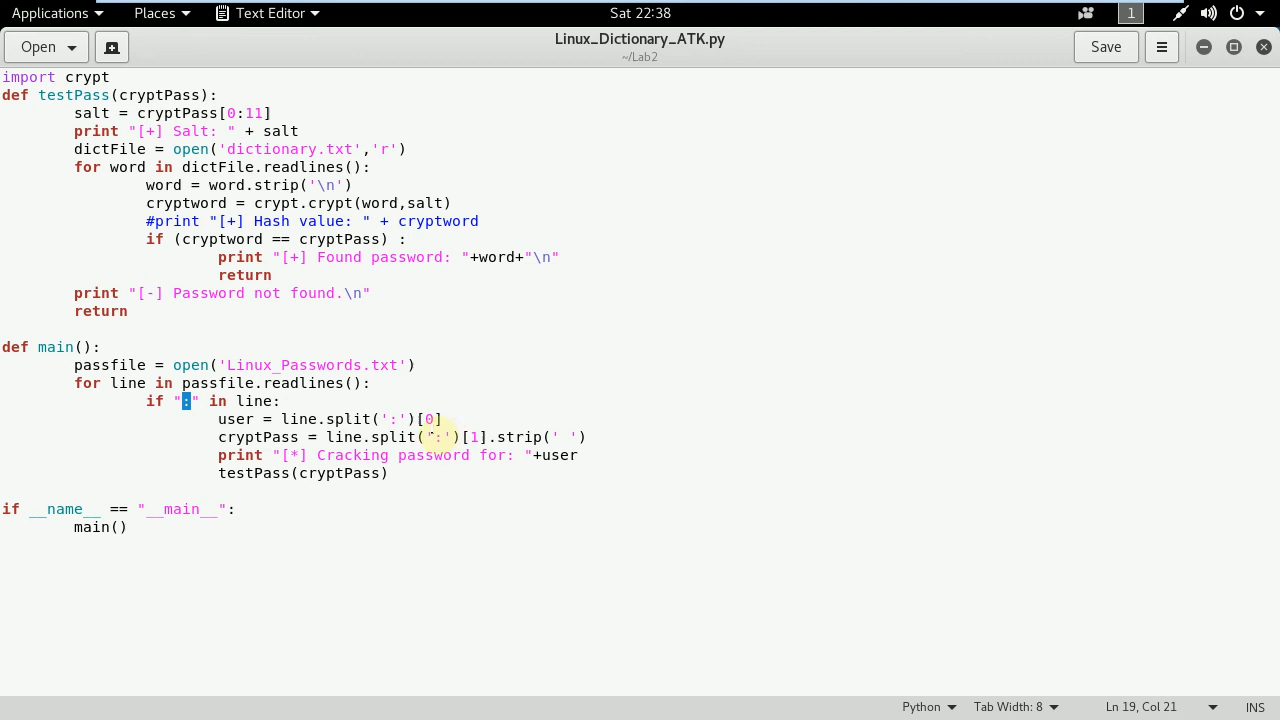 Applications Places Text Editor Sat 22:38 1
Open Linux_Dictionary_ATK.py Save
~/Lab2
import crypt
def testPass(cryptPass):
        salt = cryptPass[0:11]
        print "[+] Salt: " + salt
        dictFile = open('dictionary.txt','r')
        for word in dictFile.readlines():
                word = word.strip('\n')
                cryptword = crypt.crypt(word,salt)
                #print "[+] Hash value: " + cryptword
                if (cryptword == cryptPass) :
                        print "[+] Found password: "+word+"\n"
                        return
        print "[-] Password not found.\n"
        return

def main():
        passfile = open('Linux_Passwords.txt')
        for line in passfile.readlines():
                if ":" in line:
                        user = line.split(':')[0]
                        cryptPass = line.split(':')[1].strip(' ')
                        print "[*] Cracking password for: "+user
                        testPass(cryptPass)

if __name__ == "__main__":
        main()
Python Tab Width: 8 Ln 19, Col 21 INS